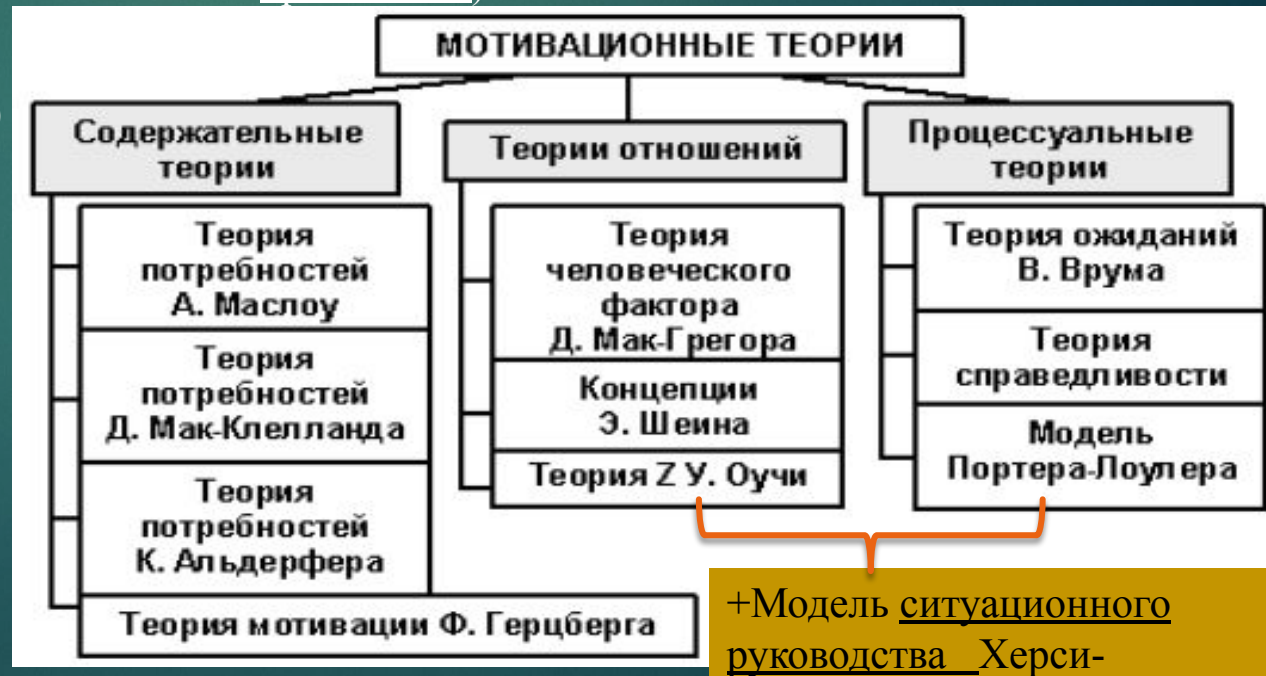 МОТИВАЦИОННЫЕ ТЕОРИИ
Содержательные
теории
Теория
потребностей
А. Маслоу
Теория
потребностей
Д. Мак-Клелланда
Теория
потребностей
К. Альдерфера
Теория мотивации Ф. Герцберга
Теории отношений
Теория
человеческого
фактора
Д. Мак-Грегора
Концепции
Э. Шеина
Теория Z У. Оучи
Процессуальные
теории
Теория ожиданий
В. Врума
Теория
справедливости
Модель
Портера-Лоулера
+Модель ситуационного
руководства Херси-